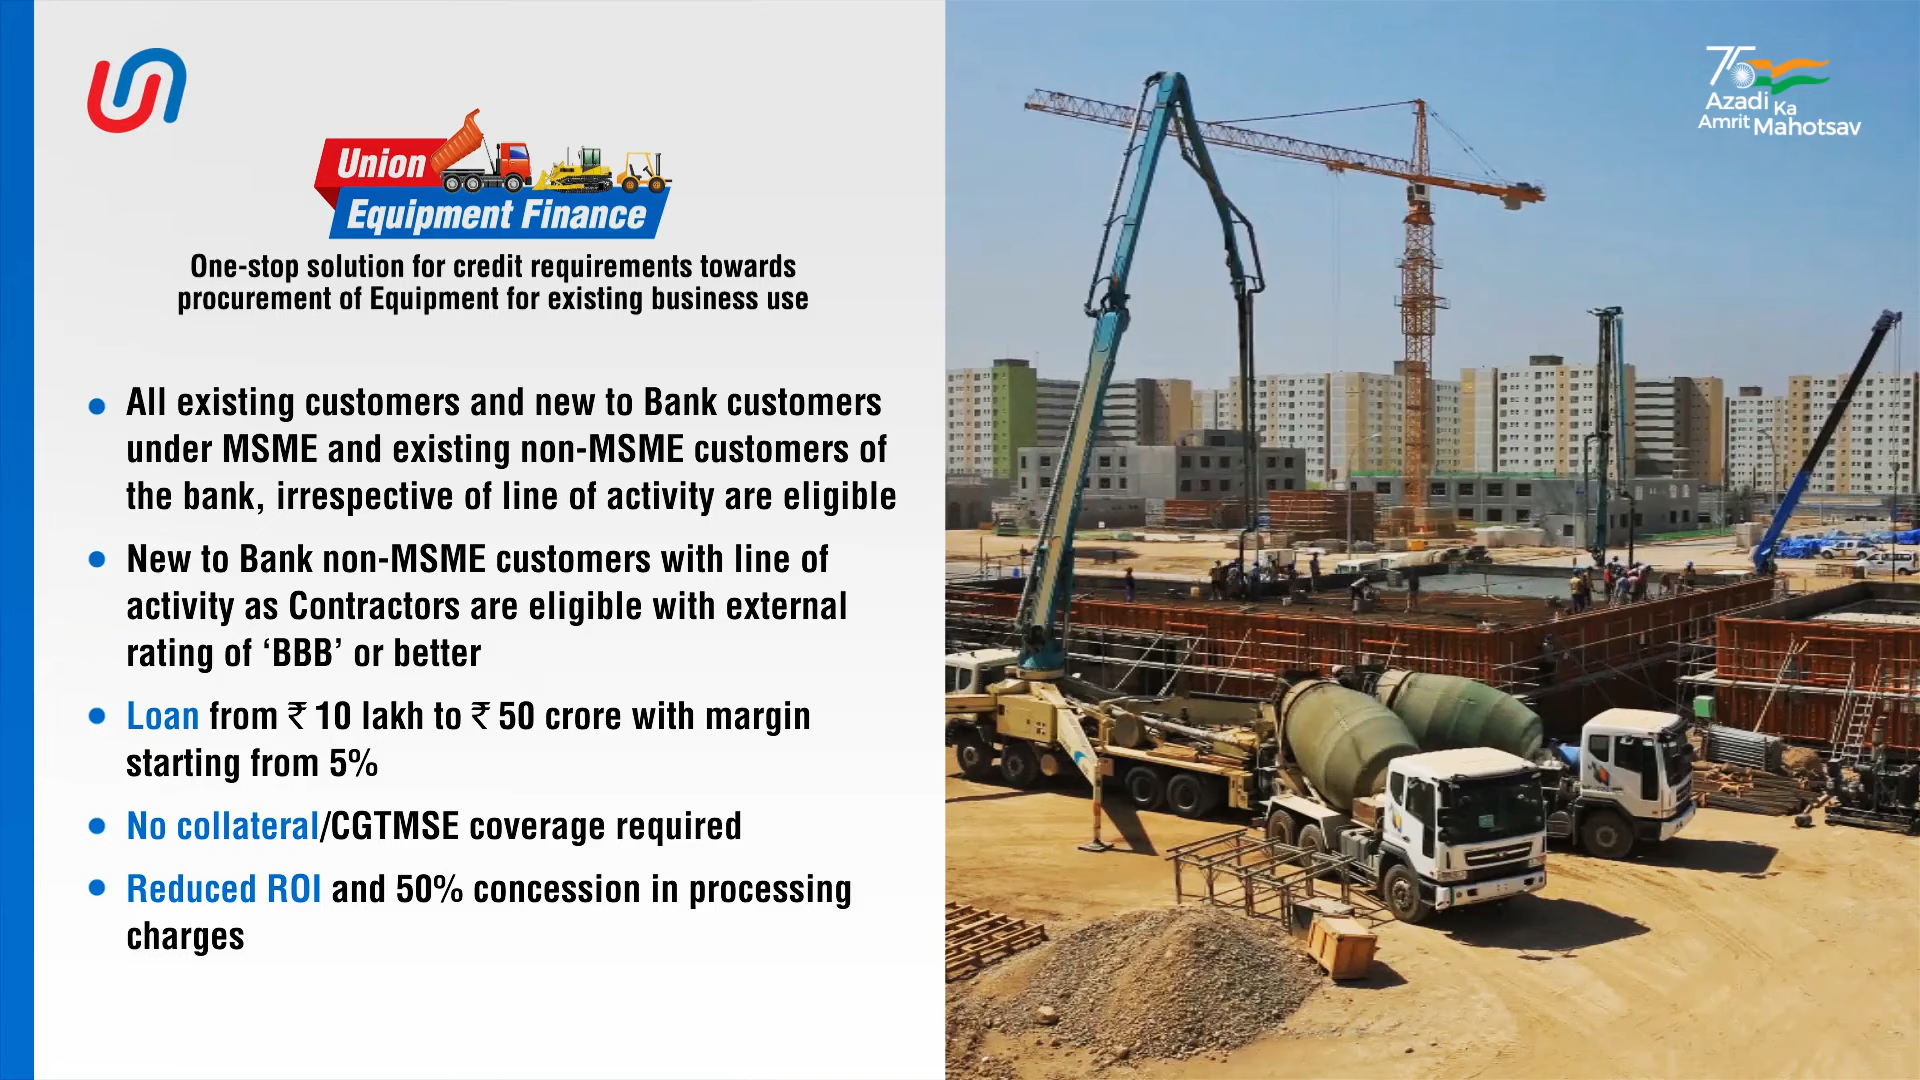 Union
Equipment Finance
One-stop solution for credit requirements towards
procurement of Equipment for existing business use
All existing customers and new to Bank customers
under MSME and existing non-MSME customers of
the bank, irrespective of line of activity are eligible
New to Bank non-MSME customers with line of
activity as Contractors are eligible with external
rating of ‘BBB’ or better
Loan from ₹ 10 lakh to ₹ 50 crore with margin
starting from 5%
No collateral/CGTMSE coverage required
Reduced ROI and 50% concession in processing
charges
75
Azadi Ka
Amrit Mahotsav